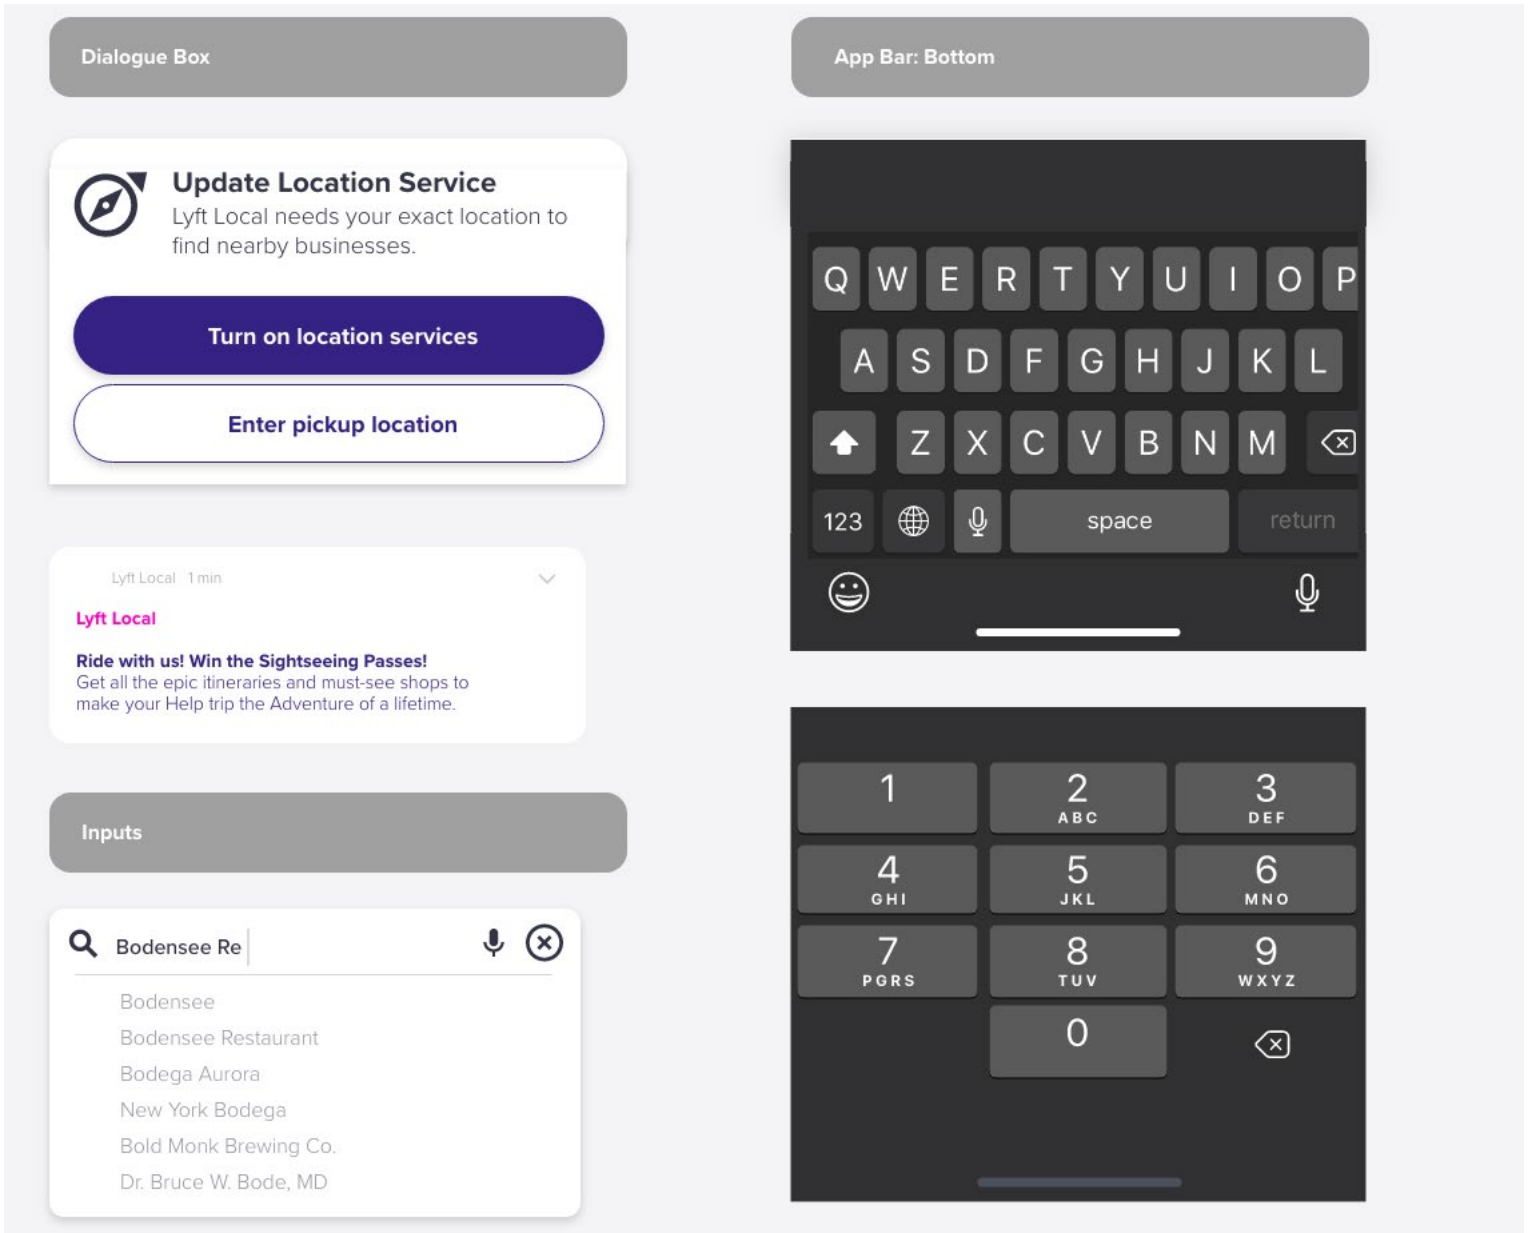 Dialogue Box
Update Location Service
Lyft Local needs your exact location to
find nearby businesses.
Turn on location services
Enter pickup location
Lyft Local 1 min
Lyft Local
Ride with us! Win the Sightseeing Passes!
Get all the epic itineraries and must-see shops to
make your Help trip the Adventure of a lifetime.
Inputs
Bodensee Re
Bodensee
Bodensee Restaurant
Bodega Aurora
New York Bodega
Bold Monk Brewing Co.
Dr. Bruce W. Bode, MD
App Bar: Bottom
Q W E R T Y U I O P
A S D F G H J K L
Z X C V B N M
123 space return
1 2 3
ABC DEF
4 5 6
GHI JKL MNO
7 8 9
PGRS TUV WXYZ
0